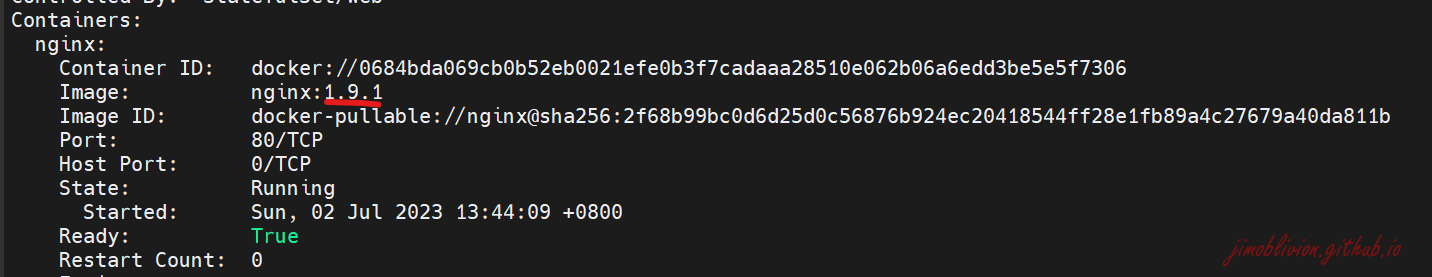 Controlled By:  StatefulSet/web
Containers:
  nginx:
    Container ID:   docker://0684bda069cb0b52eb0021efe0b3f7cadaaa28510e062b06a6edd3be5e5f7306
    Image:          nginx:1.9.1
    Image ID:       docker-pullable://nginx@sha256:2f68b99bc0d6d25d0c56876b924ec20418544ff28e1fb89a4c27679a40da811b
    Port:           80/TCP
    Host Port:      0/TCP
    State:          Running
      Started:      Sun, 02 Jul 2023 13:44:09 +0800
    Ready:          True
    Restart Count:  0
jimoblivion.github.io